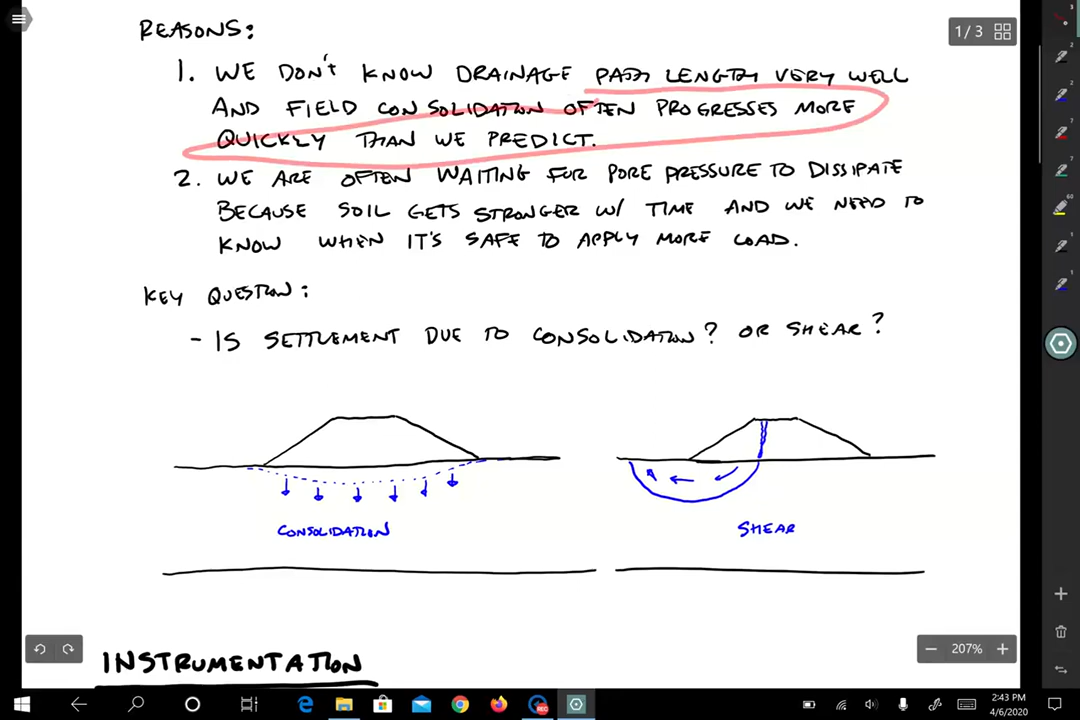 REASONS:
1/3
1. WE DON'T KNOW DRAINAGE PATH LENGTH VERY WELL
AND FIELD CONSOLIDATION OFTEN PROGRESSES MORE
QUICKLY THAN WE PREDICT.
2. WE ARE OFTEN WAITING FOR PORE PRESSURE TO DISSIPATE
BECAUSE SOIL GETS STRONGER W/ TIME AND WE NEED TO
KNOW WHEN IT'S SAFE TO APPLY MORE LOAD.
KEY QUESTION:
- IS SETTLEMENT DUE TO CONSOLIDATION? OR SHEAR?
CONSOLIDATION
SHEAR
INSTRUMENTATION
207%
2:43 PM
4/6/2020